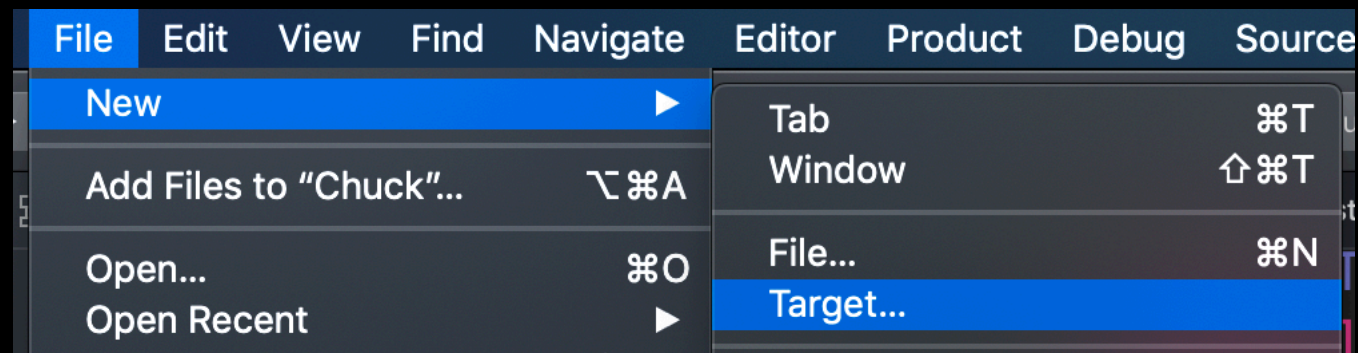 File Edit View Find Navigate Editor Product Debug Source
New ▶
Add Files to “Chuck”... ⌥⌘A
Open... ⌘O
Open Recent ▶
Tab ⌘T
Window ⇧⌘T
File... ⌘N
Target...